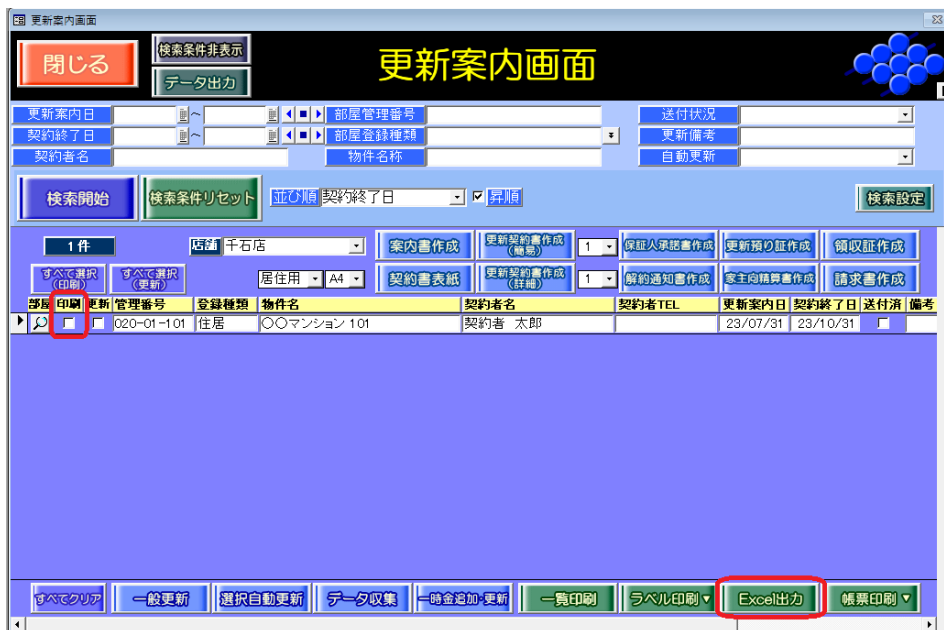 更新案内画面
閉じる
検索条件非表示
データ出力
更新案内画面
更新案内日 ~ 部屋管理番号 送付状況
契約終了日 ~ 部屋登録種類 更新備考
契約者名 物件名称 自動更新
検索開始 検索条件リセット 並び順 契約終了日 昇順 検索設定
1件 店舗 千石店 案内書作成 更新契約書作成(簡易) 1 保証人承諾書作成 更新預り証作成 領収証作成
すべて選択(印刷) すべて選択(更新) 居住用 A4 契約書表紙 更新契約書作成(詳細) 1 解約通知書作成 家主向精算書作成 請求書作成
部屋 印刷 更新 管理番号 登録種類 物件名 契約者名 契約者TEL 更新案内日 契約終了日 送付済 備考
020-01-101 住居 〇〇マンション 101 契約者 太郎 23/07/31 23/10/31
すべてクリア 一般更新 選択自動更新 データ収集 一時金追加・更新 一覧印刷 ラベル印刷▼ Excel出力 帳票印刷▼